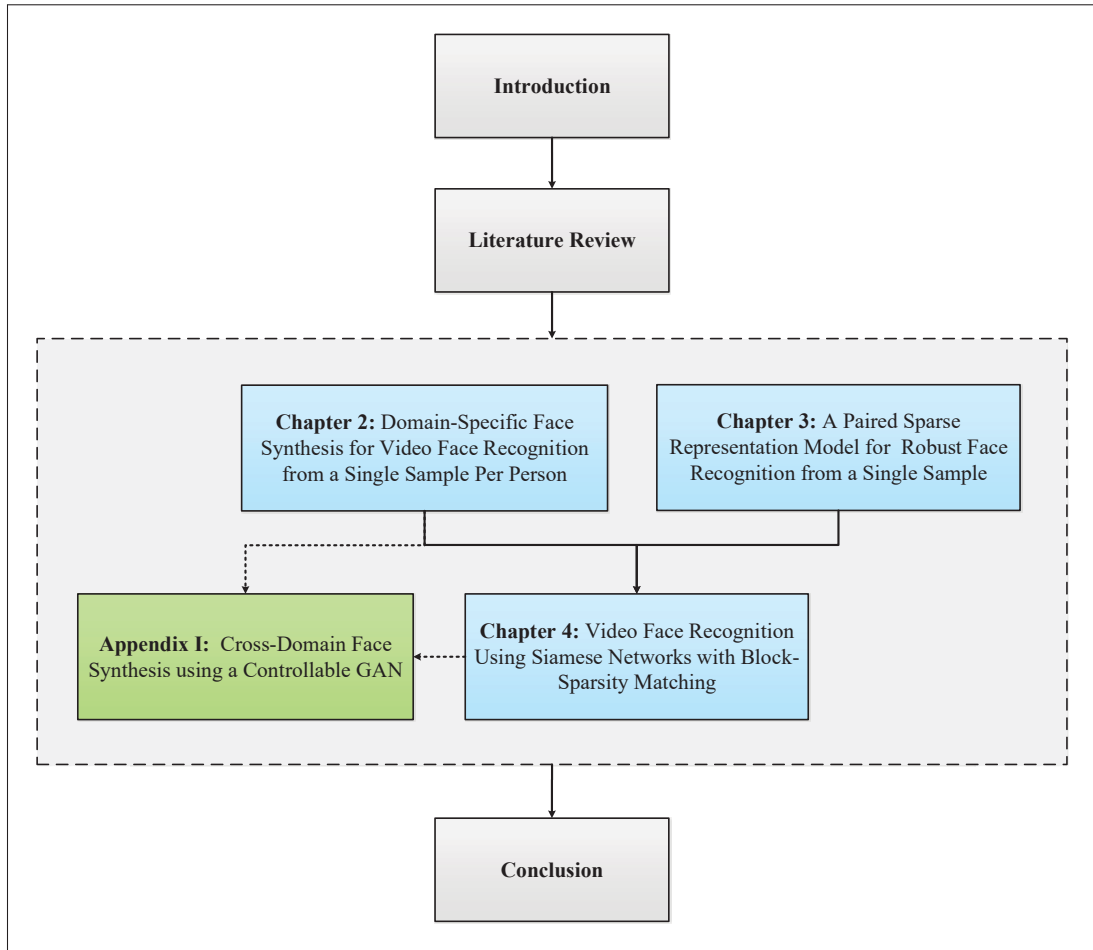 Introduction
Literature Review
Chapter 2: Domain-Specific Face
Synthesis for Video Face Recognition
from a Single Sample Per Person
Chapter 3: A Paired Sparse
Representation Model for Robust Face
Recognition from a Single Sample
Appendix I: Cross-Domain Face
Synthesis using a Controllable GAN
Chapter 4: Video Face Recognition
Using Siamese Networks with Block-
Sparsity Matching
Conclusion